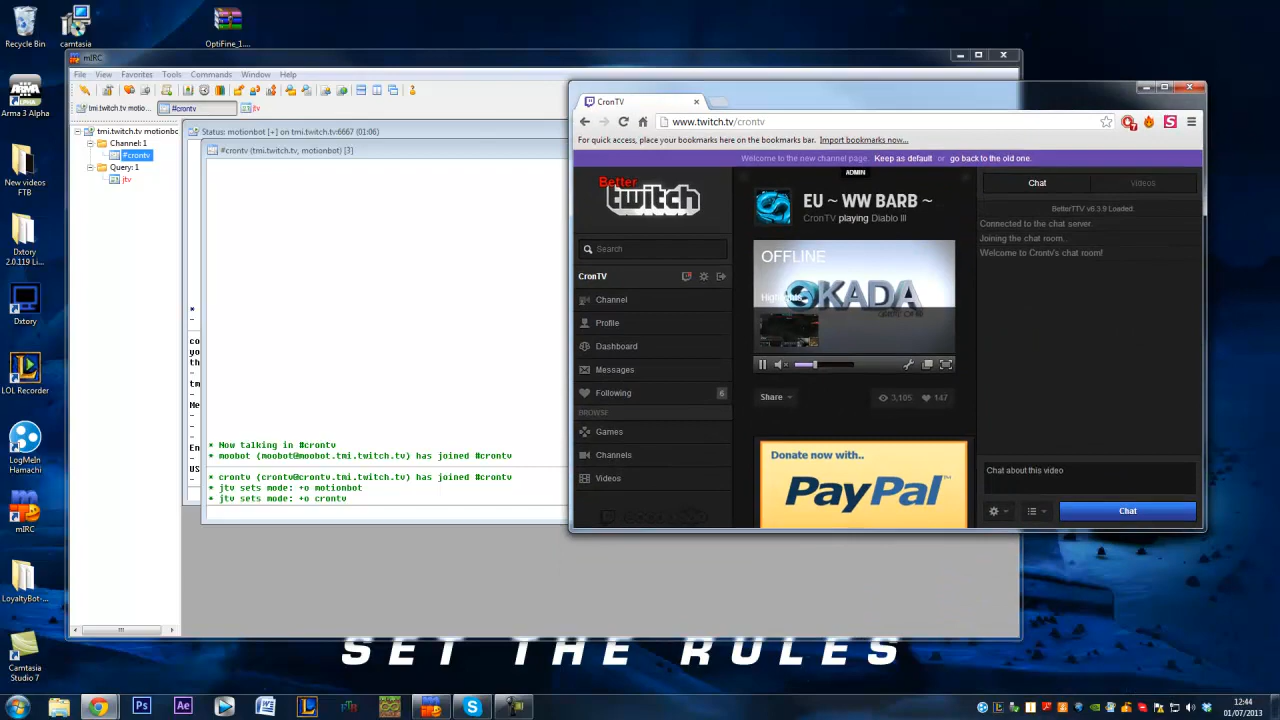 Recycle Bin
camtasia
OptiFine_1....
Arma 3 Alpha
New videos FTB
Dxtory 2.0.119 Li...
Dxtory
LOL Recorder
LogMeIn Hamachi
mIRC
LoyaltyBot-...
Camtasia Studio 7
mIRC
File View Favorites Tools Commands Window Help
tmi.twitch.tv motio... #crontv jtv
tmi.twitch.tv motionbc
Channel: 1
#crontv
Query: 1
jtv
Status: motionbot [+] on tmi.twitch.tv:6667 (01:06)
#crontv (tmi.twitch.tv, motionbot) [3]
* Now talking in #crontv
* moobot (moobot@moobot.tmi.twitch.tv) has joined #crontv
* crontv (crontv@crontv.tmi.twitch.tv) has joined #crontv
* jtv sets mode: +o motionbot
* jtv sets mode: +o crontv
CronTV
www.twitch.tv/crontv
For quick access, place your bookmarks here on the bookmarks bar. Import bookmarks now...
Welcome to the new channel page. Keep as default or go back to the old one.
Better twitch
Search
CronTV
Channel
Profile
Dashboard
Messages
Following 6
BROWSE
Games
Channels
Videos
ADMIN
EU ~ WW BARB ~
CronTV playing Diablo III
OFFLINE
Highlights
KADA
Share
3,105 147
Donate now with..
PayPal
Chat Videos
BetterTTV v6.3.9 Loaded.
Connected to the chat server.
Joining the chat room..
Welcome to Crontv's chat room!
Chat about this video
Chat
SET THE RULES
12:44
01/07/2013